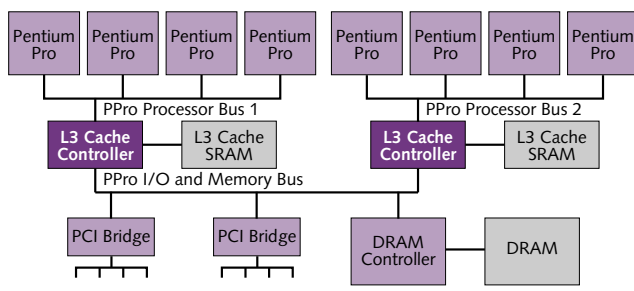 Pentium
Pro
Pentium
Pro
Pentium
Pro
Pentium
Pro
Pentium
Pro
Pentium
Pro
Pentium
Pro
Pentium
Pro
PPro Processor Bus 1
PPro Processor Bus 2
L3 Cache
Controller
L3 Cache
SRAM
L3 Cache
Controller
L3 Cache
SRAM
PPro I/O and Memory Bus
PCI Bridge
PCI Bridge
DRAM
Controller
DRAM